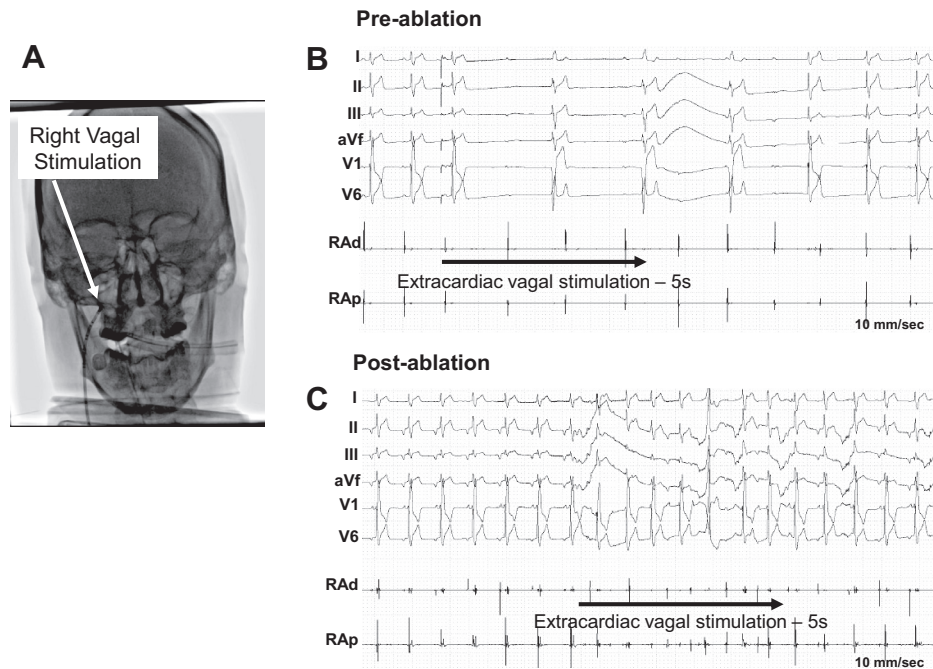 Pre-ablation
A
Right Vagal
Stimulation
B
I
II
III
aVf
V1
V6
RAd
Extracardiac vagal stimulation – 5s
RAp
10 mm/sec
Post-ablation
C
I
II
III
aVf
V1
V6
RAd
Extracardiac vagal stimulation – 5s
RAp
10 mm/sec